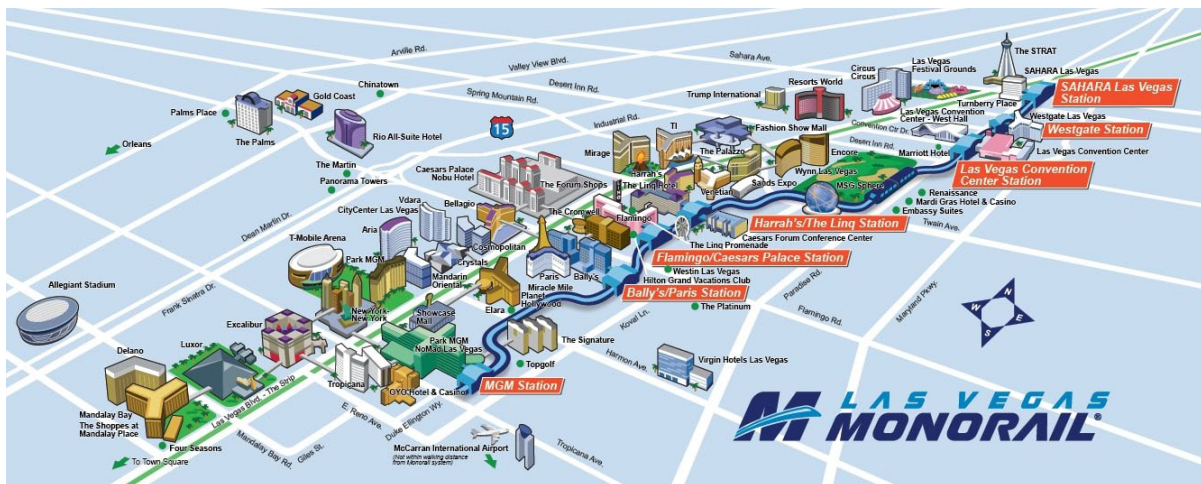 Arville Rd.
Valley View Blvd.
Sahara Ave.
Desert Inn Rd.
Spring Mountain Rd.
Industrial Rd.
Chinatown
Gold Coast
Palms Place
The Palms
Rio All-Suite Hotel
Orleans
The Martin
Panorama Towers
15
The STRAT
SAHARA Las Vegas
SAHARA Las Vegas
Station
Las Vegas
Festival Grounds
Circus
Circus
Resorts World
Trump International
Turnberry Place
Las Vegas Convention
Center - West Hall
Westgate Las Vegas
Westgate Station
Convention Ctr Dr.
Desert Inn Rd.
Marriott Hotel
Las Vegas Convention Center
Las Vegas Convention
Center Station
Fashion Show Mall
TI
The Palazzo
Mirage
Encore
Wynn Las Vegas
Harrah's
The Linq Hotel
Venetian
Sands Expo
MSG Sphere
Renaissance
Mardi Gras Hotel & Casino
Embassy Suites
Twain Ave.
Caesars Palace
Nobu Hotel
The Forum Shops
Harrah's/The Linq Station
Caesars Forum Conference Center
The Linq Promenade
Flamingo
The Cromwell
Flamingo/Caesars Palace Station
Vdara
CityCenter Las Vegas
Bellagio
Aria
Cosmopolitan
Crystals
Mandarin
Oriental
Paris
Bally's
Westin Las Vegas
Hilton Grand Vacations Club
Bally's/Paris Station
The Platinum
Paradise Rd.
Maryland Pkwy.
Flamingo Rd.
Koval Ln.
Harmon Ave.
Dean Martin Dr.
Frank Sinatra Dr.
T-Mobile Arena
Park MGM
Miracle Mile
Planet
Hollywood
Elara
Allegiant Stadium
New York-
New York
Showcase
Mall
Excalibur
Park MGM
NoMad Las Vegas
The Signature
Topgolf
Virgin Hotels Las Vegas
N
E
S
W
Delano
Luxor
Las Vegas Blvd. - The Strip
Tropicana
OYO Hotel & Casino
MGM Station
Mandalay Bay
The Shoppes at
Mandalay Place
Four Seasons
To Town Square
Mandalay Bay Rd.
Giles St.
E. Reno Ave.
Duke Ellington Wy.
McCarran International Airport
(Not within walking distance
from Monorail system)
Tropicana Ave.
LAS VEGAS
MONORAIL®